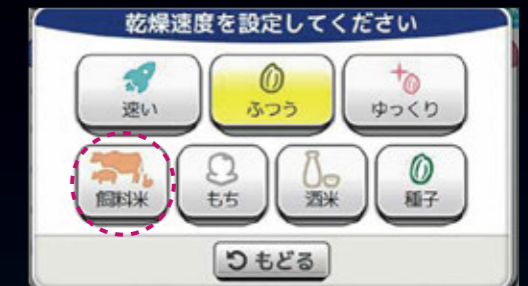 乾燥速度を設定してください
速い
ふつう
ゆっくり
飼料米
もち
酒米
種子
もどる